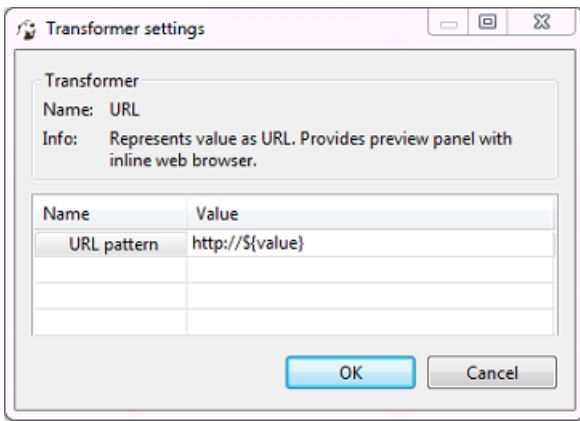 Transformer settings
Transformer
Name: URL
Info: Represents value as URL. Provides preview panel with
inline web browser.
Name Value
URL pattern http://${value}
OK Cancel